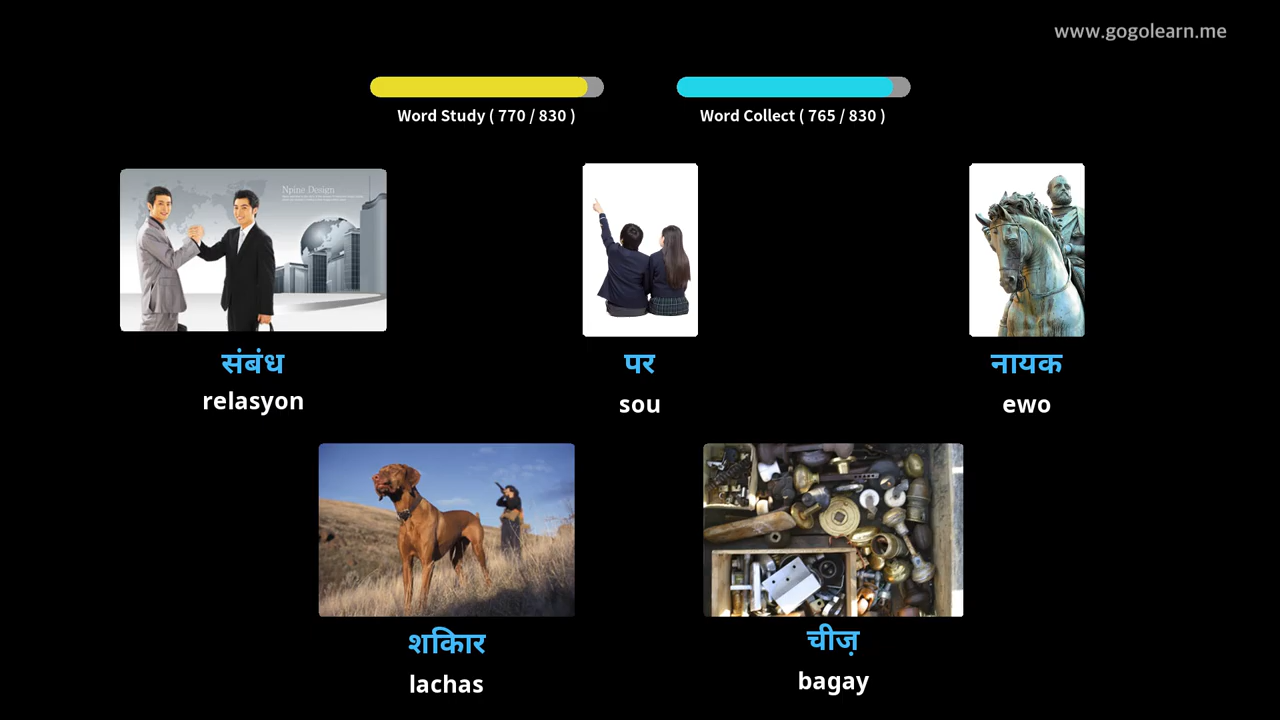 www.gogolearn.me
Word Study ( 770 / 830 )
Word Collect ( 765 / 830 )
Npine Design
संबंध
relasyon
पर
sou
नायक
ewo
शकिार
lachas
चीज़
bagay